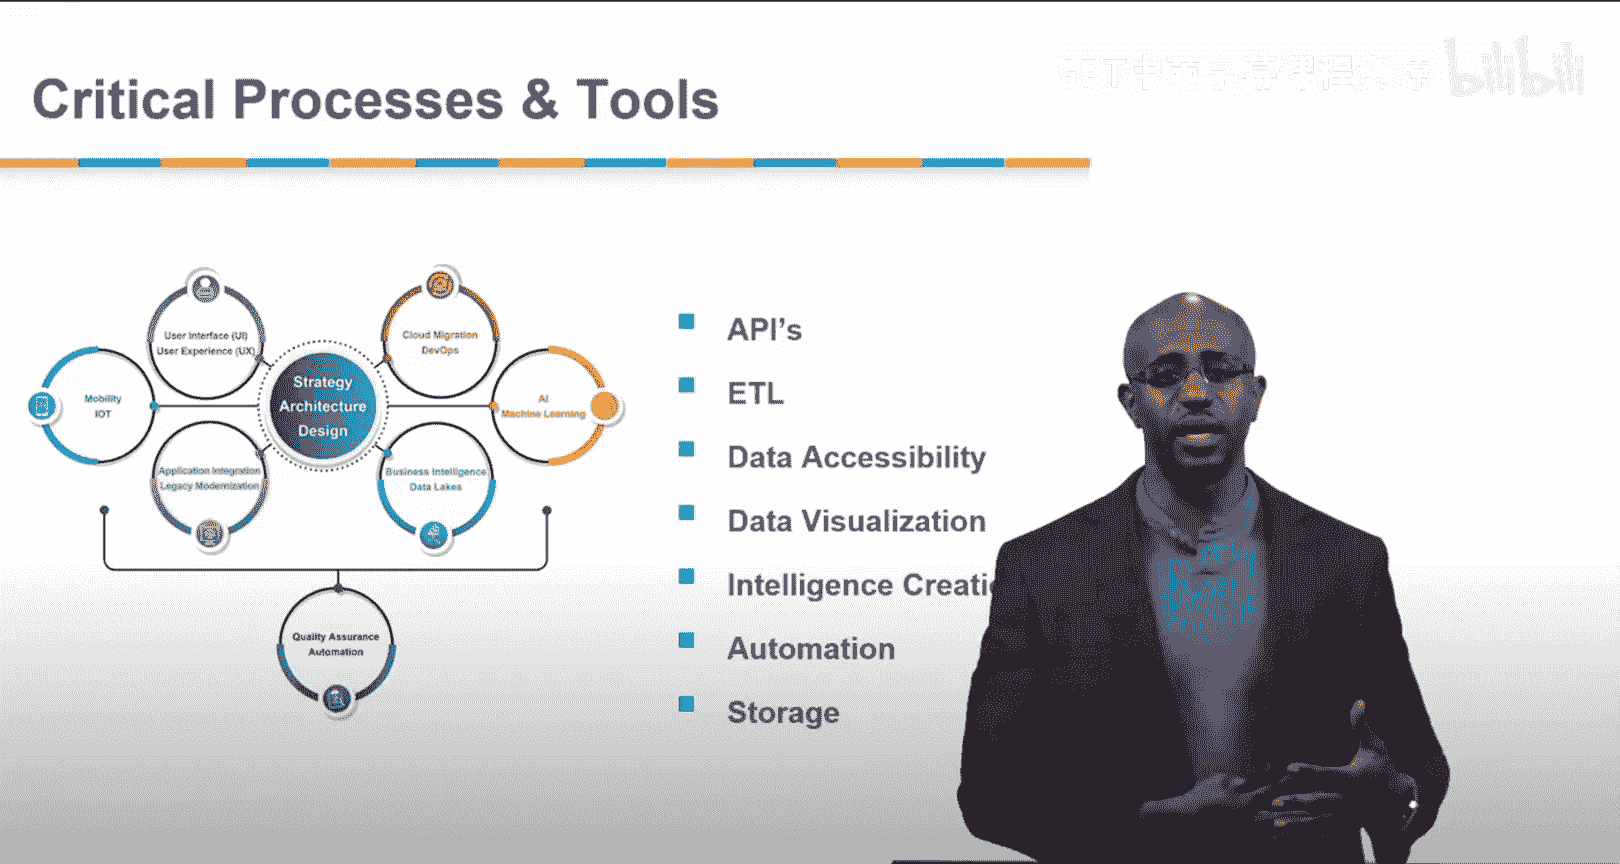 Critical Processes & Tools
bilibili
User Interface (UI)
User Experience (UX)
Cloud Migration
DevOps
Mobility
IOT
Strategy
Architecture
Design
AI
Machine Learning
Application Integration
Legacy Modernization
Business Intelligence
Data Lakes
Quality Assurance
Automation
API’s
ETL
Data Accessibility
Data Visualization
Intelligence Creatio
Automation
Storage